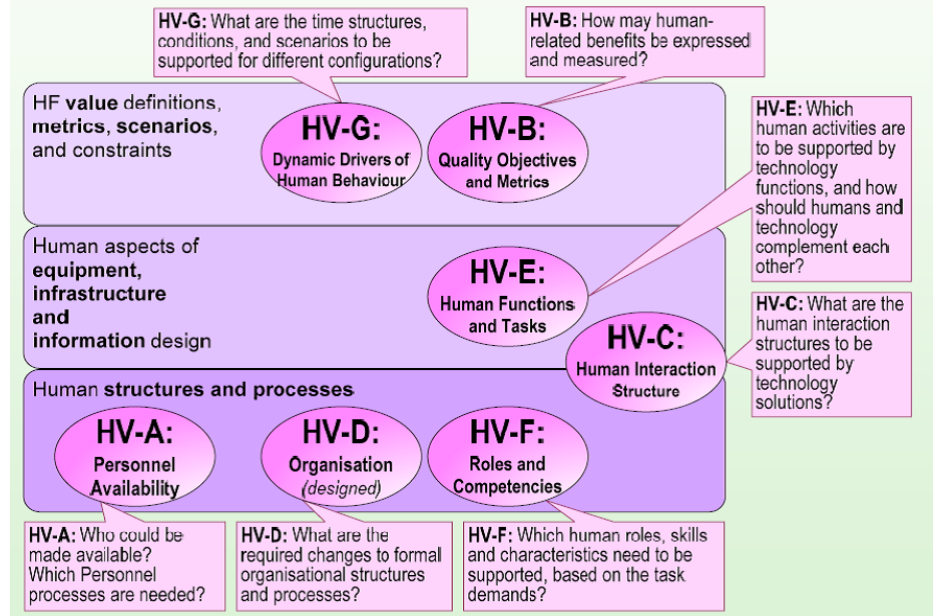 HV-G: What are the time structures,
conditions, and scenarios to be
supported for different configurations?
HV-B: How may human-
related benefits be expressed
and measured?
HF value definitions,
metrics, scenarios,
and constraints
HV-G:
Dynamic Drivers of
Human Behaviour
HV-B:
Quality Objectives
and Metrics
HV-E: Which
human activities are
to be supported by
technology
functions, and how
should humans and
technology
complement each
other?
Human aspects of
equipment,
infrastructure
and
information design
HV-E:
Human Functions
and Tasks
HV-C:
Human Interaction
Structure
HV-C: What are the
human interaction
structures to be
supported by
technology
solutions?
Human structures and processes
HV-A:
Personnel
Availability
HV-D:
Organisation
(designed)
HV-F:
Roles and
Competencies
HV-A: Who could be
made available?
Which Personnel
processes are needed?
HV-D: What are the
required changes to formal
organisational structures
and processes?
HV-F: Which human roles, skills
and characteristics need to be
supported, based on the task
demands?